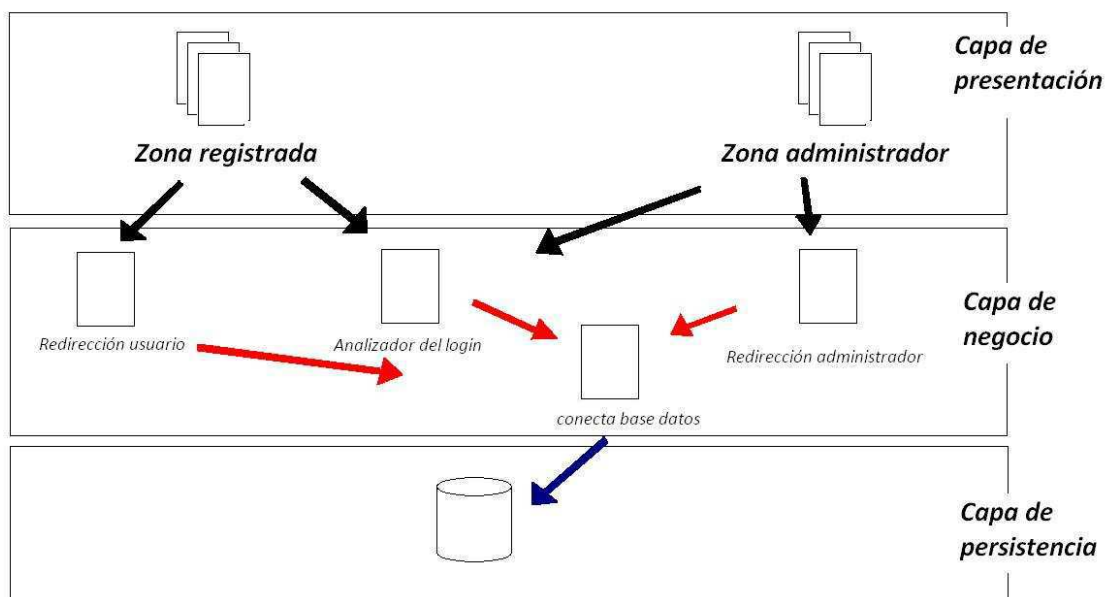 Capa de
presentación
Zona registrada
Zona administrador
Capa de
negocio
Redirección usuario
Analizador del login
Redirección administrador
conecta base datos
Capa de
persistencia